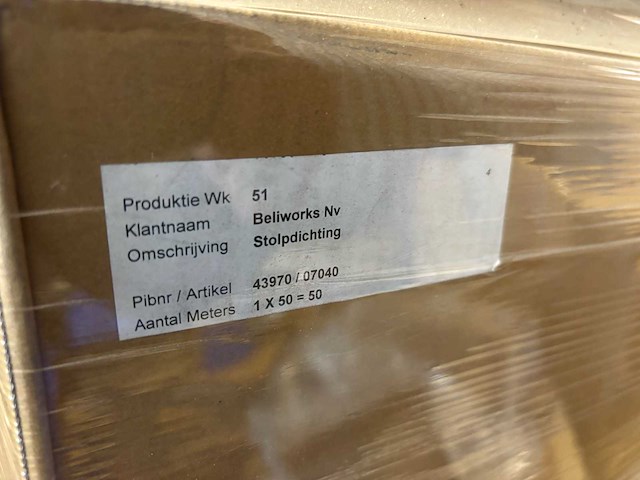 Produktie Wk 51
Klantnaam Beliworks Nv
Omschrijving Stolpdichting
Pibnr / Artikel 43970 / 07040
Aantal Meters 1 X 50 = 50